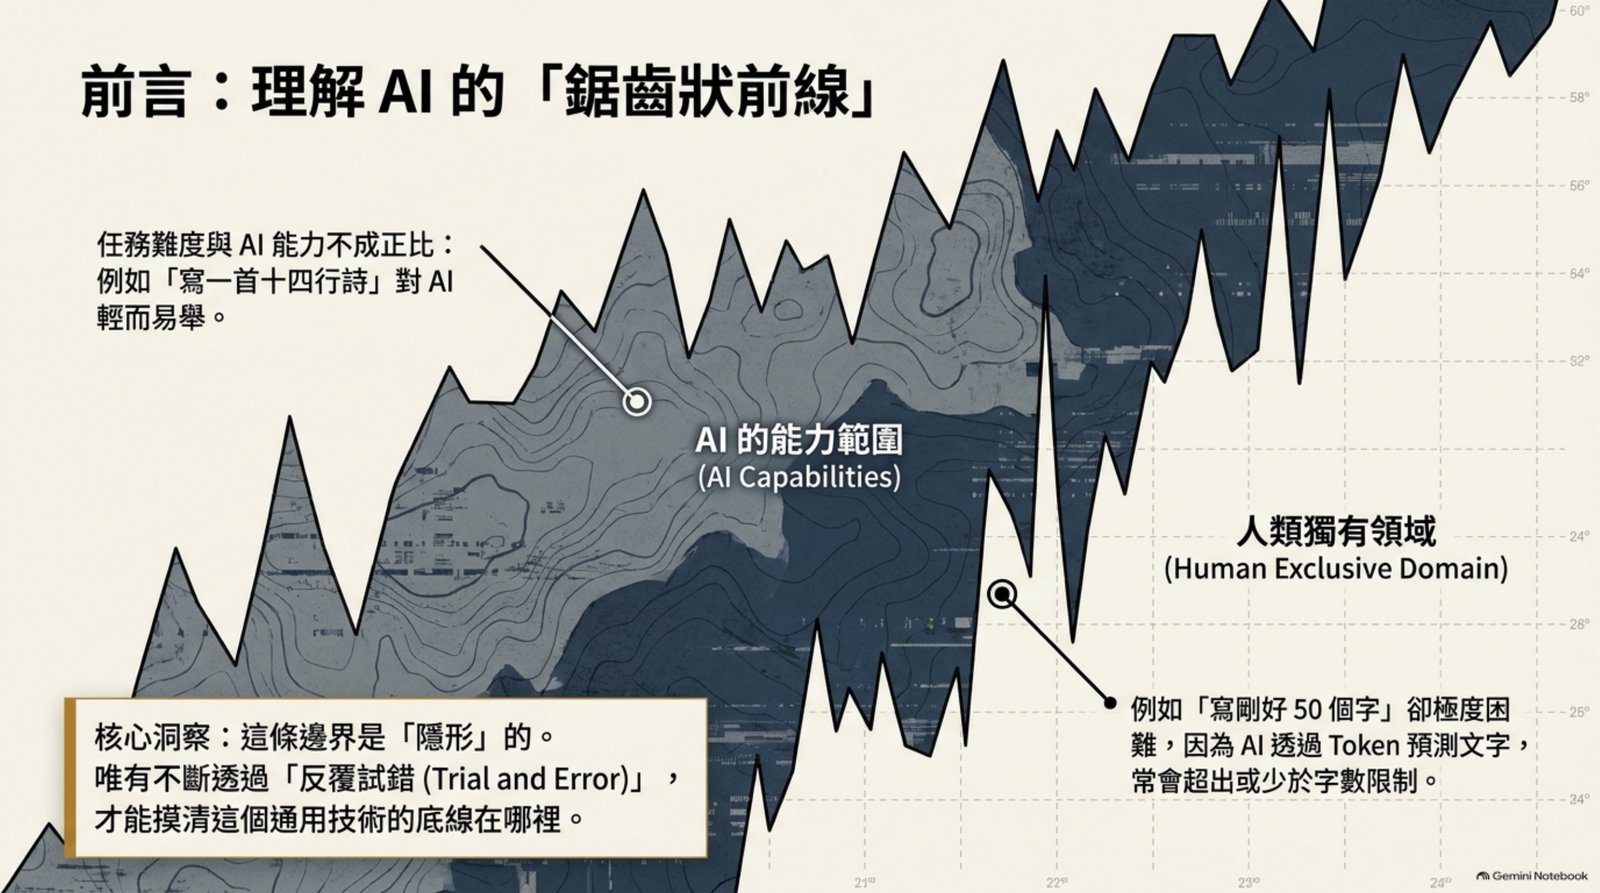 前言：理解 AI 的「鋸齒狀前線」
任務難度與 AI 能力不成正比：
例如「寫一首十四行詩」對 AI
輕而易舉。
AI 的能力範圍
(AI Capabilities)
人類獨有領域
(Human Exclusive Domain)
例如「寫剛好 50 個字」卻極度困
難，因為 AI 透過 Token 預測文字，
常會超出或少於字數限制。
核心洞察：這條邊界是「隱形」的。
唯有不斷透過「反覆試錯 (Trial and Error)」，
才能摸清這個通用技術的底線在哪裡。
60°
58°
56°
54°
24°
28°
Gemini Notebook